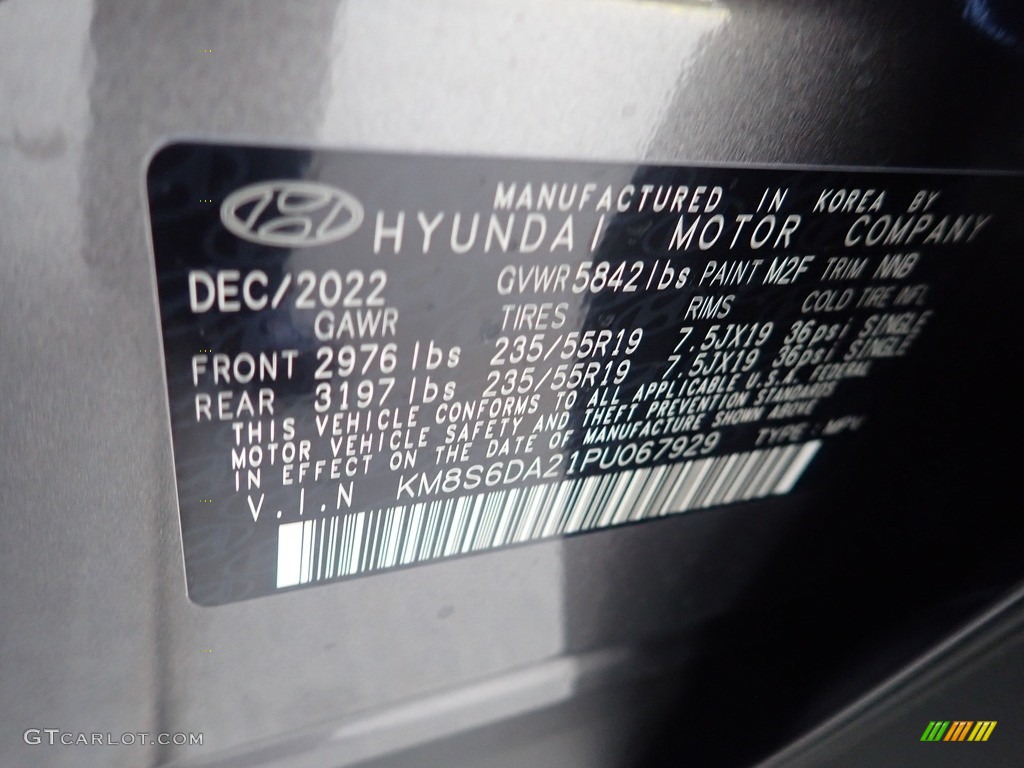 MANUFACTURED IN KOREA BY
HYUNDAI MOTOR COMPANY
DEC/2022 GVWR 5842lbs PAINT M2F TRIM NNB
GAWR TIRES RIMS COLD TIRE INFL
FRONT 2976 lbs 235/55R19 7.5JX19 36psi SINGLE
REAR 3197 lbs 235/55R19 7.5JX19 36psi SINGLE
THIS VEHICLE CONFORMS TO ALL APPLICABLE U.S.A. FEDERAL
MOTOR VEHICLE SAFETY AND THEFT PREVENTION STANDARDS
IN EFFECT ON THE DATE OF MANUFACTURE SHOWN ABOVE
V.I.N KM8S6DA21PU067929 TYPE: MPV
GTCARLOT.COM